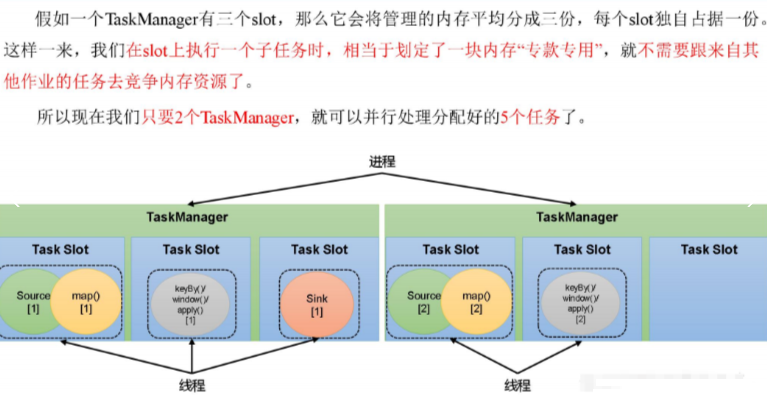 假如一个TaskManager有三个slot，那么它会将管理的内存平均分成三份，每个slot独自占据一份。
这样一来，我们在slot上执行一个子任务时，相当于划定了一块内存“专款专用”，就不需要跟来自其
他作业的任务去竞争内存资源了。
所以现在我们只要2个TaskManager，就可以并行处理分配好的5个任务了。
进程
TaskManager
TaskManager
Task Slot
Task Slot
Task Slot
Task Slot
Task Slot
Task Slot
Source
[1]
map()
[1]
keyBy()/
window()/
apply()
[1]
Sink
[1]
Source
[2]
map()
[2]
keyBy()/
window()/
apply()
[2]
线程
线程